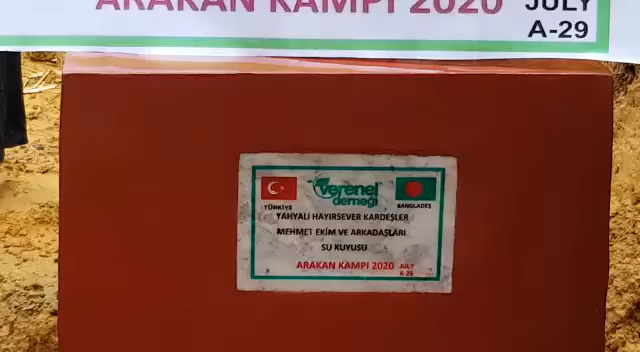 ARAKAN KAMPI 2020 JULY
A-29
verenel
derneği
TÜRKİYE BANGLADEŞ
YAHYALI HAYIRSEVER KARDEŞLER
MEHMET EKİM VE ARKADAŞLARI
SU KUYUSU
ARAKAN KAMPI 2020 JULY
A-29